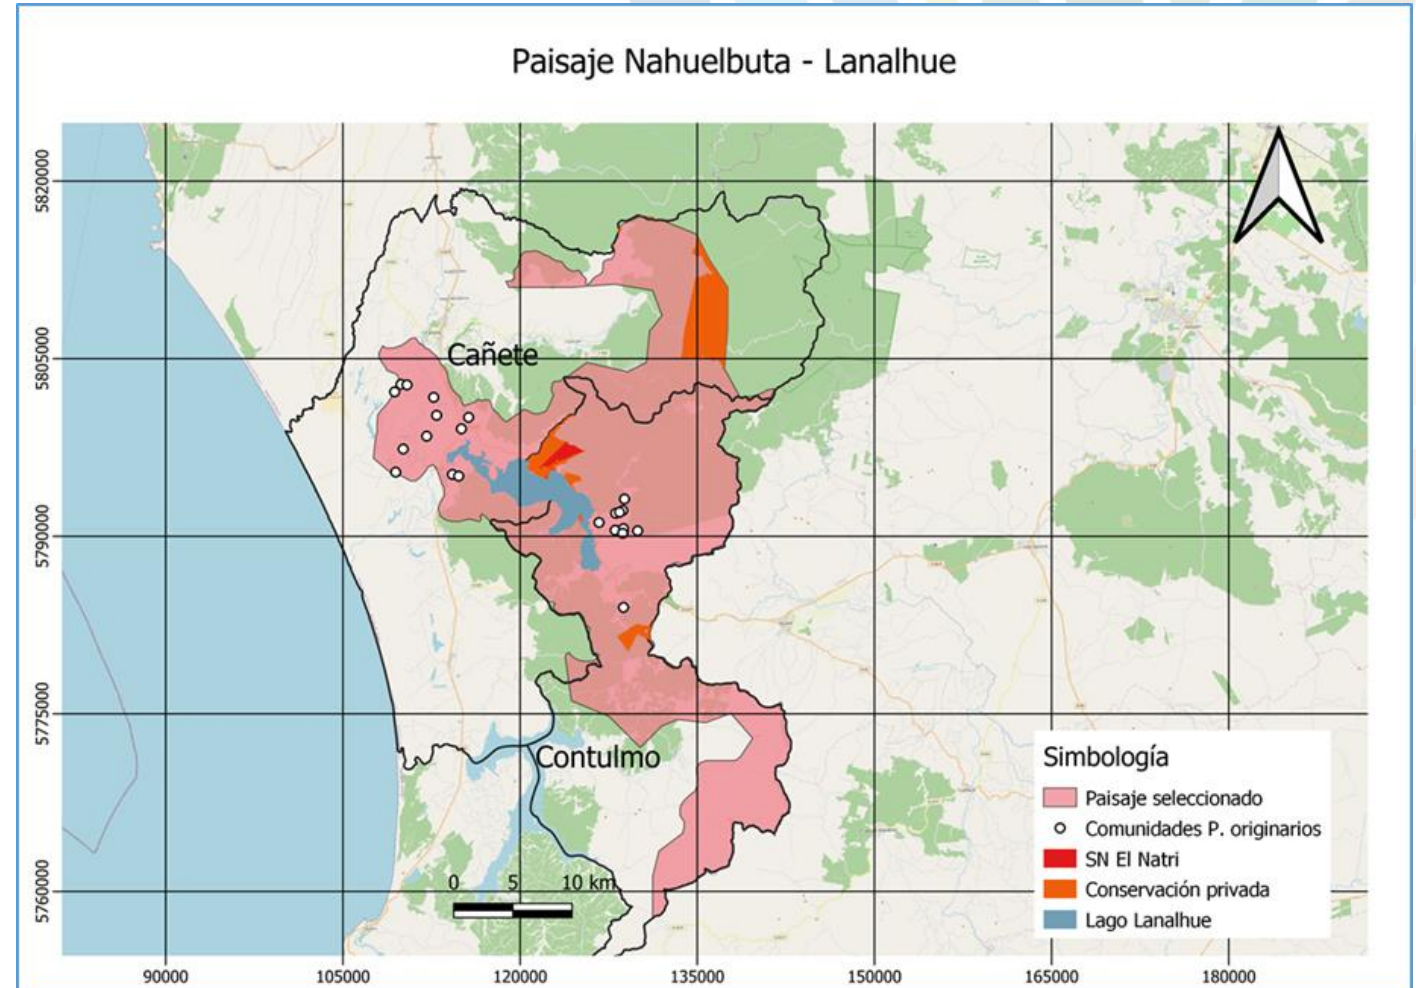 Paisaje Nahuelbuta - Lanalhue
5820000
5805000
5790000
5775000
5760000
Cañete
Contulmo
0 5 10 km
Simbología
Paisaje seleccionado
Comunidades P. originarios
SN El Natri
Conservación privada
Lago Lanalhue
90000 105000 120000 135000 150000 165000 180000